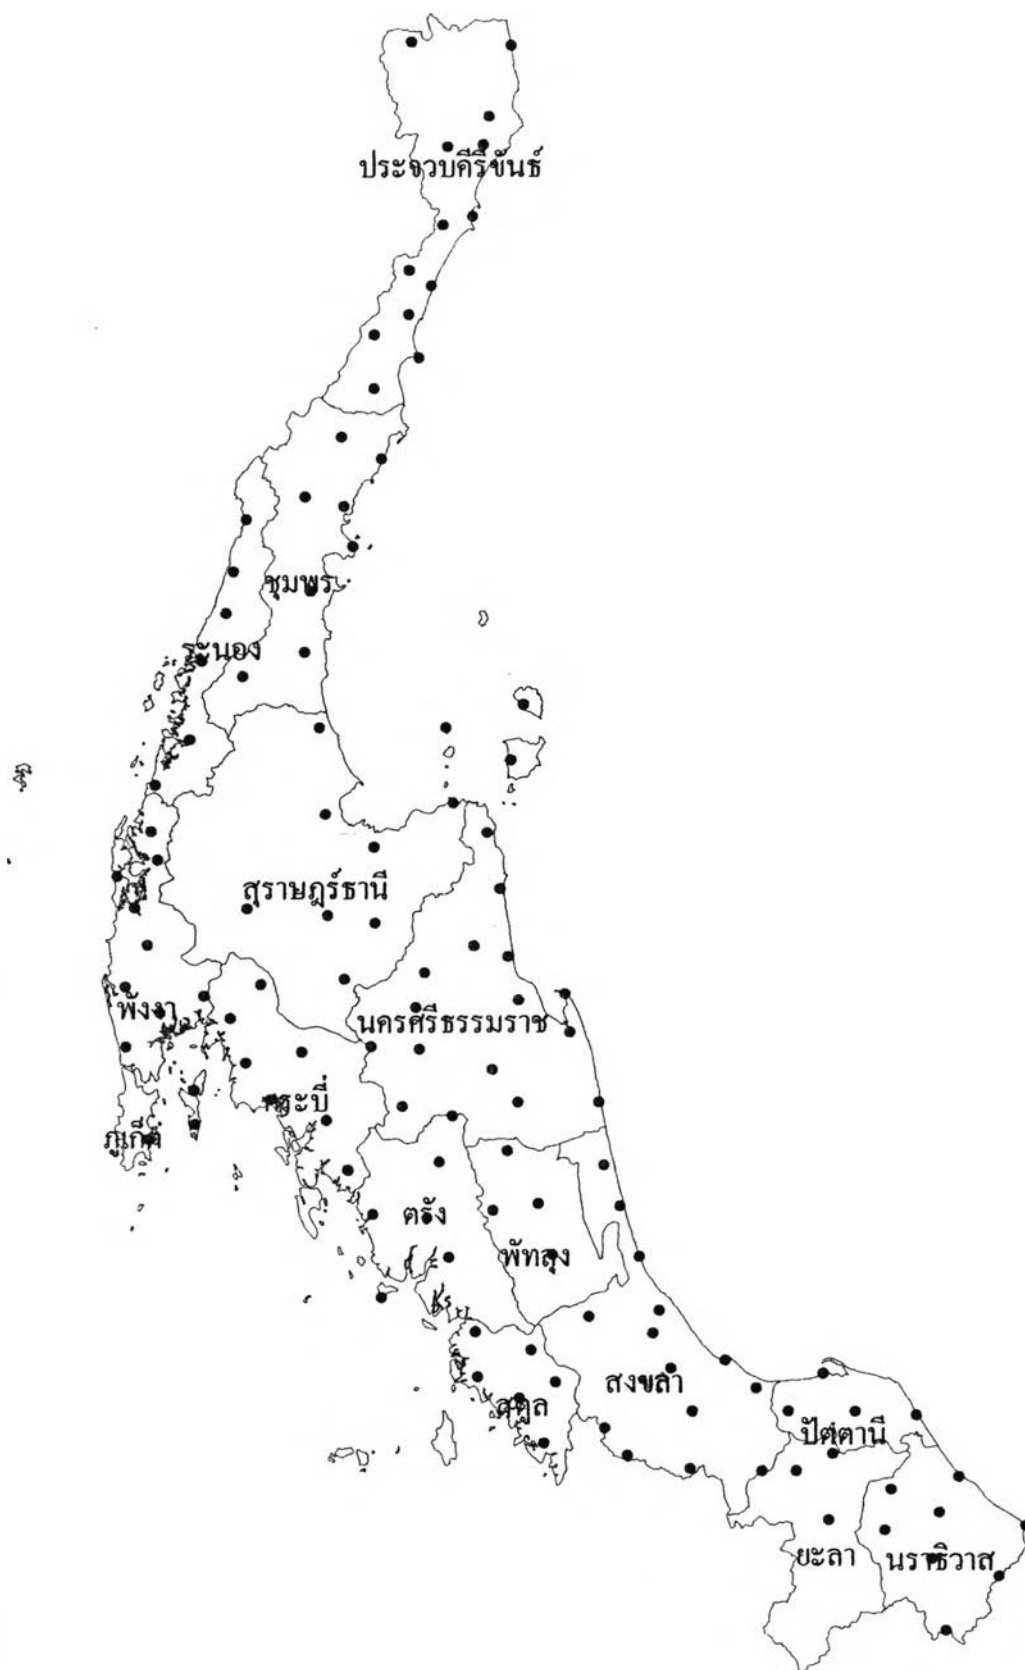 ประจวบคีรีขันธ์
ชุมพร
ระนอง
สุราษฎร์ธานี
พังงา
นครศรีธรรมราช
กระบี่
ภูเก็ต
ตรัง
พัทลุง
สงขลา
สตูล
ปัตตานี
ยะลา
นราธิวาส